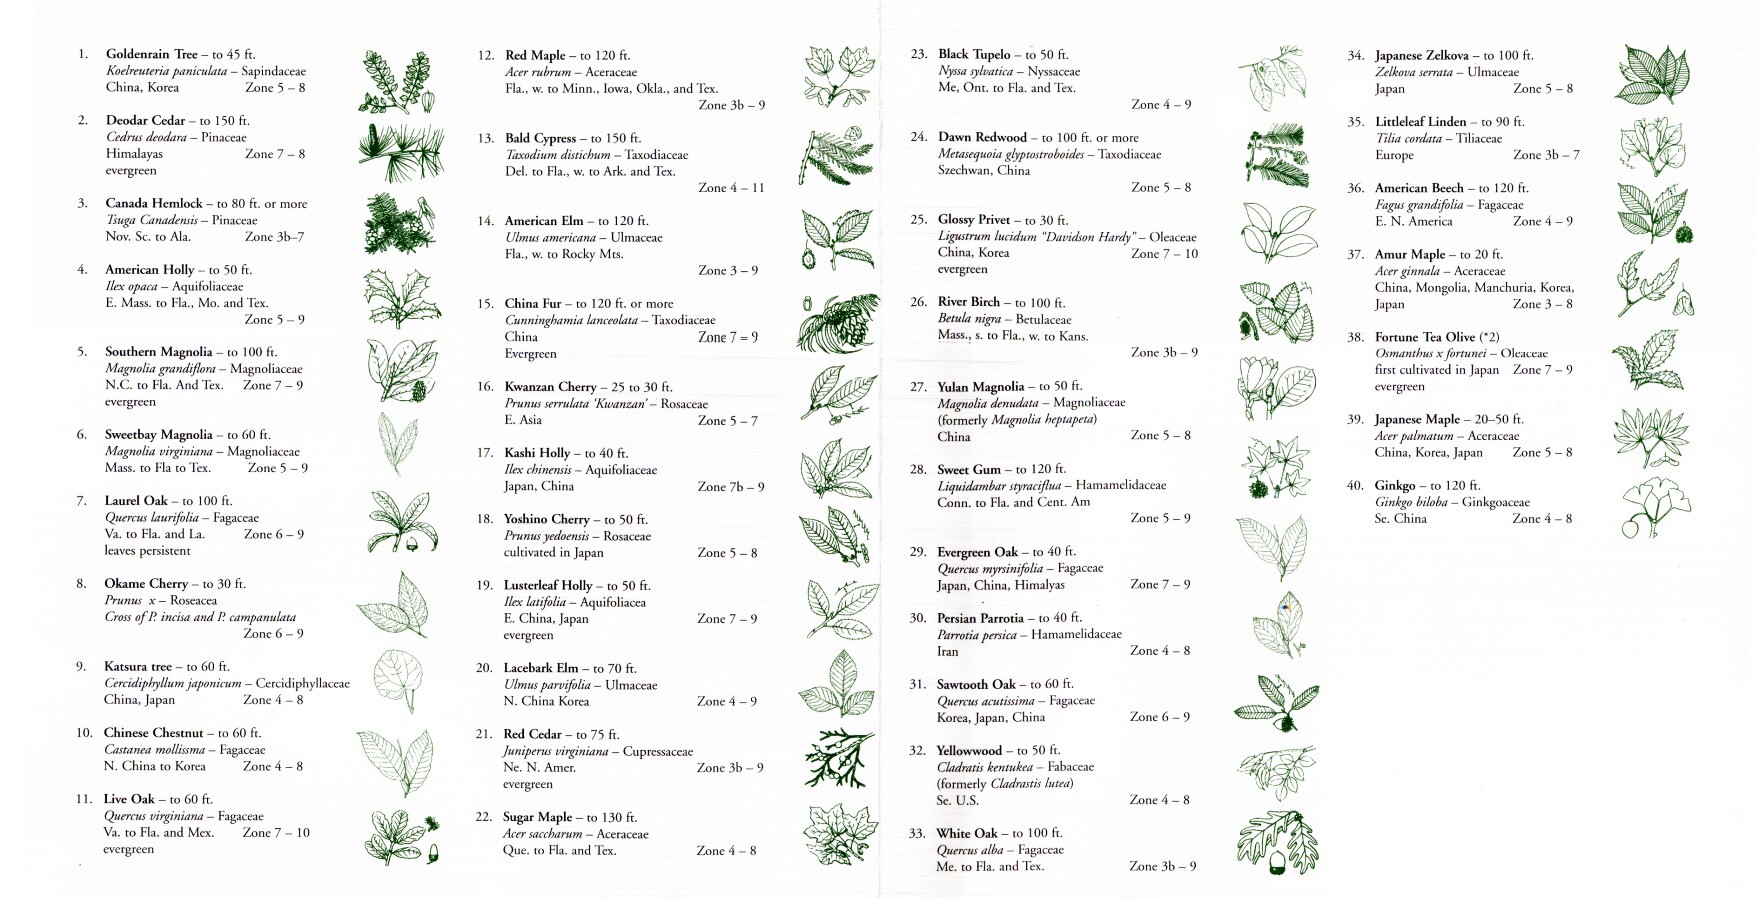 1. Goldenrain Tree – to 45 ft.
Koelreuteria paniculata – Sapindaceae
China, Korea Zone 5 – 8
2. Deodar Cedar – to 150 ft.
Cedrus deodara – Pinaceae
Himalayas Zone 7 – 8
evergreen
3. Canada Hemlock – to 80 ft. or more
Tsuga Canadensis – Pinaceae
Nov. Sc. to Ala. Zone 3b–7
4. American Holly – to 50 ft.
Ilex opaca – Aquifoliaceae
E. Mass. to Fla., Mo. and Tex.
Zone 5 – 9
5. Southern Magnolia – to 100 ft.
Magnolia grandiflora – Magnoliaceae
N.C. to Fla. And Tex. Zone 7 – 9
evergreen
6. Sweetbay Magnolia – to 60 ft.
Magnolia virginiana – Magnoliaceae
Mass. to Fla to Tex. Zone 5 – 9
7. Laurel Oak – to 100 ft.
Quercus laurifolia – Fagaceae
Va. to Fla. and La. Zone 6 – 9
leaves persistent
8. Okame Cherry – to 30 ft.
Prunus x – Roseacea
Cross of P. incisa and P. campanulata
Zone 6 – 9
9. Katsura tree – to 60 ft.
Cercidiphyllum japonicum – Cercidiphyllaceae
China, Japan Zone 4 – 8
10. Chinese Chestnut – to 60 ft.
Castanea mollissma – Fagaceae
N. China to Korea Zone 4 – 8
11. Live Oak – to 60 ft.
Quercus virginiana – Fagaceae
Va. to Fla. and Mex. Zone 7 – 10
evergreen
12. Red Maple – to 120 ft.
Acer rubrum – Aceraceae
Fla., w. to Minn., Iowa, Okla., and Tex.
Zone 3b – 9
13. Bald Cypress – to 150 ft.
Taxodium distichum – Taxodiaceae
Del. to Fla., w. to Ark. and Tex.
Zone 4 – 11
14. American Elm – to 120 ft.
Ulmus americana – Ulmaceae
Fla., w. to Rocky Mts.
Zone 3 – 9
15. China Fur – to 120 ft. or more
Cunninghamia lanceolata – Taxodiaceae
China Zone 7 = 9
Evergreen
16. Kwanzan Cherry – 25 to 30 ft.
Prunus serrulata 'Kwanzan' – Rosaceae
E. Asia Zone 5 – 7
17. Kashi Holly – to 40 ft.
Ilex chinensis – Aquifoliaceae
Japan, China Zone 7b – 9
18. Yoshino Cherry – to 50 ft.
Prunus yedoensis – Rosaceae
cultivated in Japan Zone 5 – 8
19. Lusterleaf Holly – to 50 ft.
Ilex latifolia – Aquifoliacea
E. China, Japan Zone 7 – 9
evergreen
20. Lacebark Elm – to 70 ft.
Ulmus parvifolia – Ulmaceae
N. China Korea Zone 4 – 9
21. Red Cedar – to 75 ft.
Juniperus virginiana – Cupressaceae
Ne. N. Amer. Zone 3b – 9
evergreen
22. Sugar Maple – to 130 ft.
Acer saccharum – Aceraceae
Que. to Fla. and Tex. Zone 4 – 8
23. Black Tupelo – to 50 ft.
Nyssa sylvatica – Nyssaceae
Me, Ont. to Fla. and Tex.
Zone 4 – 9
24. Dawn Redwood – to 100 ft. or more
Metasequoia glyptostroboides – Taxodiaceae
Szechwan, China
Zone 5 – 8
25. Glossy Privet – to 30 ft.
Ligustrum lucidum "Davidson Hardy" – Oleaceae
China, Korea Zone 7 – 10
evergreen
26. River Birch – to 100 ft.
Betula nigra – Betulaceae
Mass., s. to Fla., w. to Kans.
Zone 3b – 9
27. Yulan Magnolia – to 50 ft.
Magnolia denudata – Magnoliaceae
(formerly Magnolia heptapeta)
China Zone 5 – 8
28. Sweet Gum – to 120 ft.
Liquidambar styraciflua – Hamamelidaceae
Conn. to Fla. and Cent. Am
Zone 5 – 9
29. Evergreen Oak – to 40 ft.
Quercus myrsinifolia – Fagaceae
Japan, China, Himalyas Zone 7 – 9
30. Persian Parrotia – to 40 ft.
Parrotia persica – Hamamelidaceae
Iran Zone 4 – 8
31. Sawtooth Oak – to 60 ft.
Quercus acutissima – Fagaceae
Korea, Japan, China Zone 6 – 9
32. Yellowwood – to 50 ft.
Cladratis kentukea – Fabaceae
(formerly Cladrastis lutea)
Se. U.S. Zone 4 – 8
33. White Oak – to 100 ft.
Quercus alba – Fagaceae
Me. to Fla. and Tex. Zone 3b – 9
34. Japanese Zelkova – to 100 ft.
Zelkova serrata – Ulmaceae
Japan Zone 5 – 8
35. Littleleaf Linden – to 90 ft.
Tilia cordata – Tiliaceae
Europe Zone 3b – 7
36. American Beech – to 120 ft.
Fagus grandifolia – Fagaceae
E. N. America Zone 4 – 9
37. Amur Maple – to 20 ft.
Acer ginnala – Aceraceae
China, Mongolia, Manchuria, Korea,
Japan Zone 3 – 8
38. Fortune Tea Olive (*2)
Osmanthus x fortunei – Oleaceae
first cultivated in Japan Zone 7 – 9
evergreen
39. Japanese Maple – 20–50 ft.
Acer palmatum – Aceraceae
China, Korea, Japan Zone 5 – 8
40. Ginkgo – to 120 ft.
Ginkgo biloba – Ginkgoaceae
Se. China Zone 4 – 8